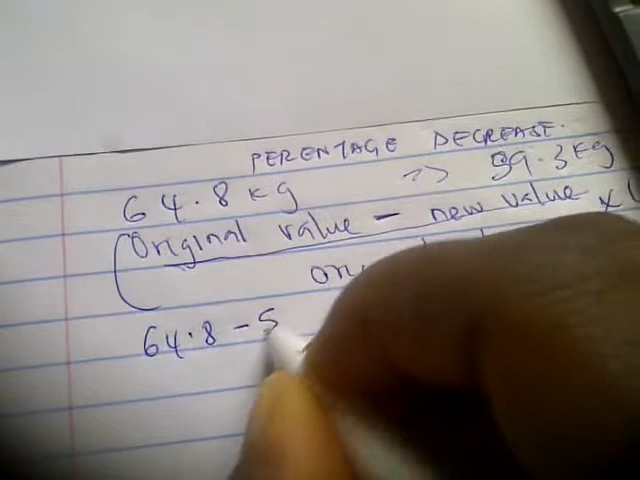 PERENTAGE DECREASE.
64.8 kg => 59.3 kg
(Original value - new value x
64.8 - 5